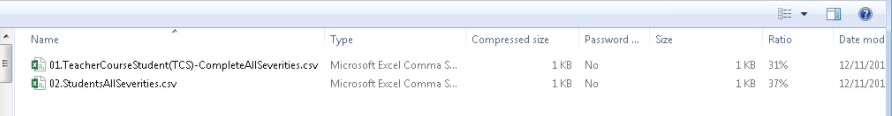 Name Type Compressed size Password ... Size Ratio Date mod
01.TeacherCourseStudent(TCS)-CompleteAllSeverities.csv Microsoft Excel Comma S... 1 KB No 1 KB 31% 12/11/201
02.StudentsAllSeverities.csv Microsoft Excel Comma S... 1 KB No 1 KB 37% 12/11/201